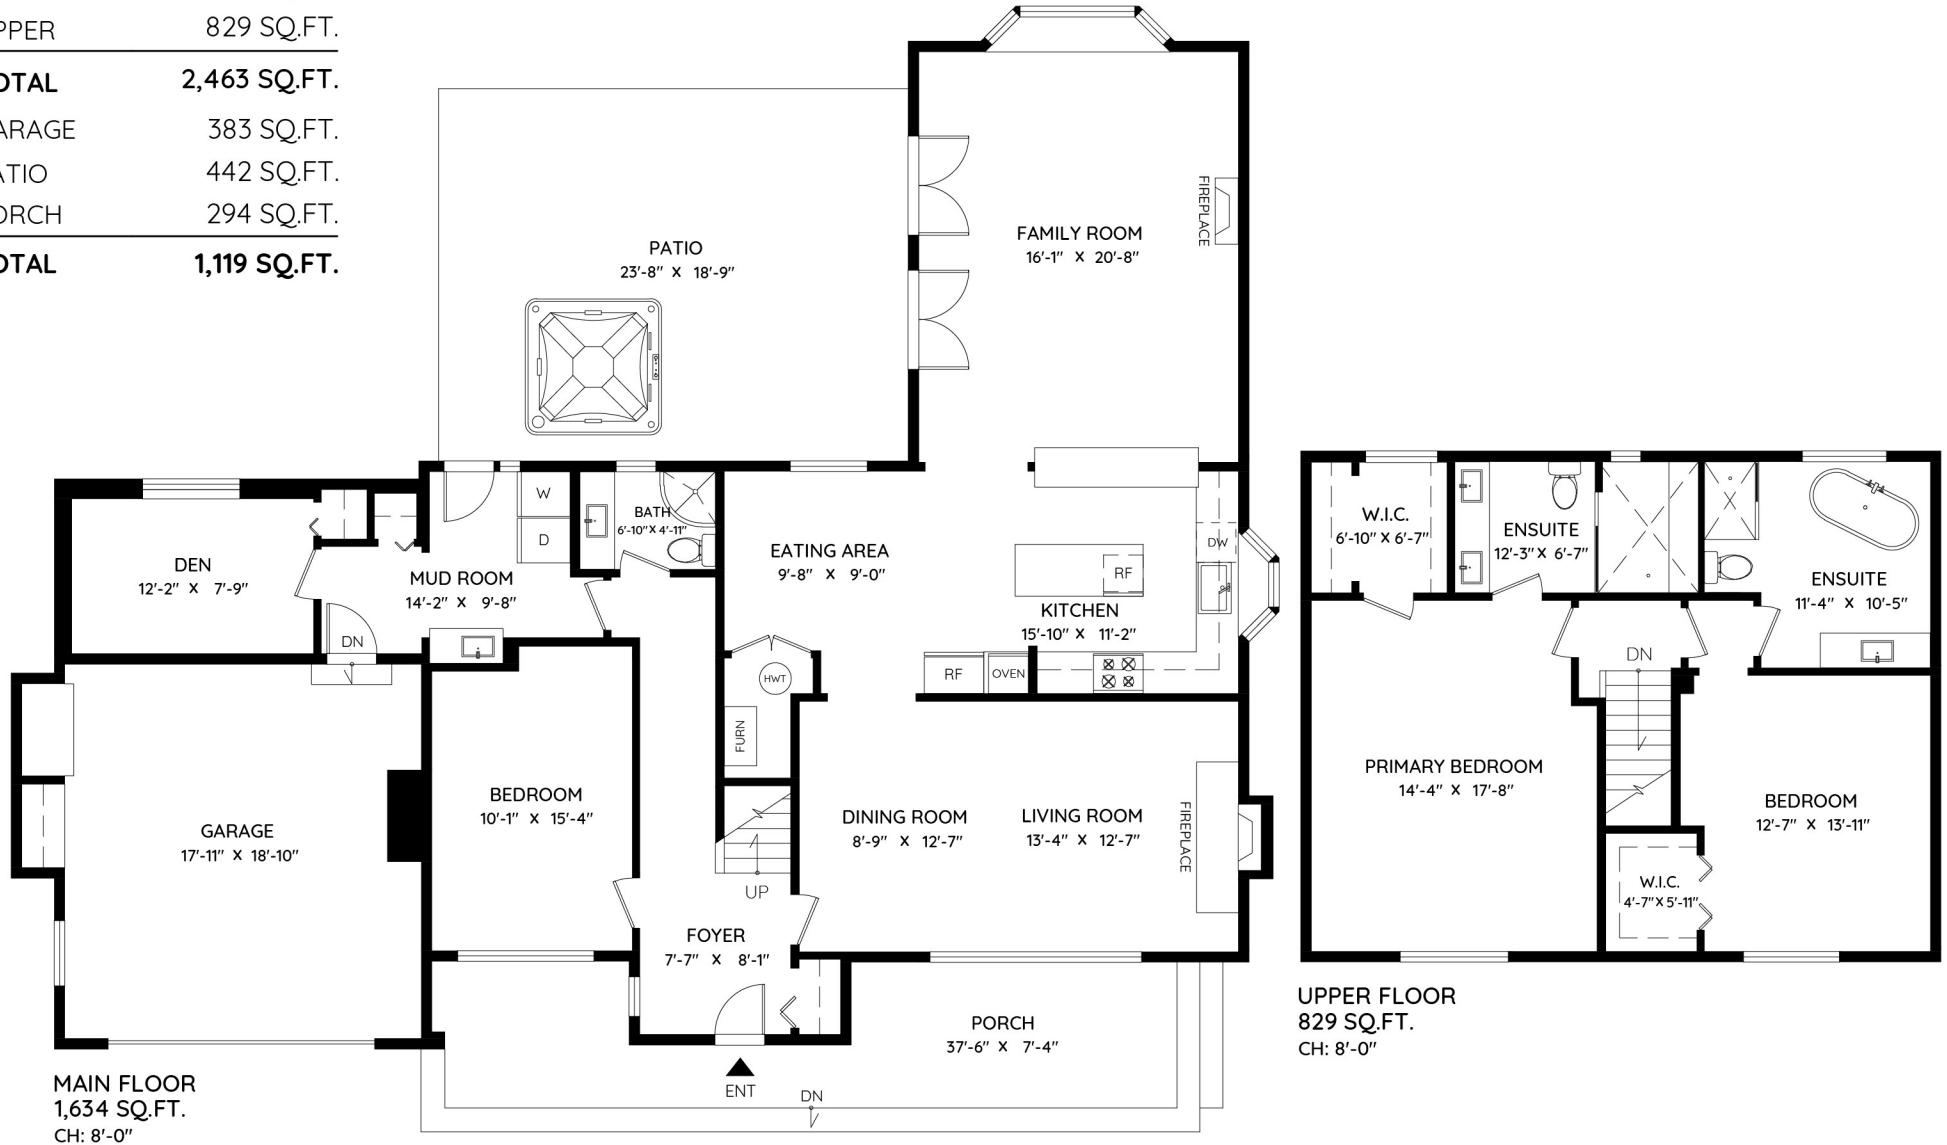 PPER 829 SQ.FT.
OTAL 2,463 SQ.FT.
ARAGE 383 SQ.FT.
ATIO 442 SQ.FT.
ORCH 294 SQ.FT.
OTAL 1,119 SQ.FT.
PATIO
23'-8" X 18'-9"
FAMILY ROOM
16'-1" X 20'-8"
FIREPLACE
DEN
12'-2" X 7'-9"
MUD ROOM
14'-2" X 9'-8"
W
D
DN
BATH
6'-10" X 4'-11"
EATING AREA
9'-8" X 9'-0"
RF
DW
KITCHEN
15'-10" X 11'-2"
RF
OVEN
HWT
FURN
GARAGE
17'-11" X 18'-10"
BEDROOM
10'-1" X 15'-4"
UP
DINING ROOM
8'-9" X 12'-7"
LIVING ROOM
13'-4" X 12'-7"
FIREPLACE
FOYER
7'-7" X 8'-1"
PORCH
37'-6" X 7'-4"
ENT
DN
MAIN FLOOR
1,634 SQ.FT.
CH: 8'-0"
W.I.C.
6'-10" X 6'-7"
ENSUITE
12'-3" X 6'-7"
ENSUITE
11'-4" X 10'-5"
DN
PRIMARY BEDROOM
14'-4" X 17'-8"
BEDROOM
12'-7" X 13'-11"
W.I.C.
4'-7" X 5'-11"
UPPER FLOOR
829 SQ.FT.
CH: 8'-0"